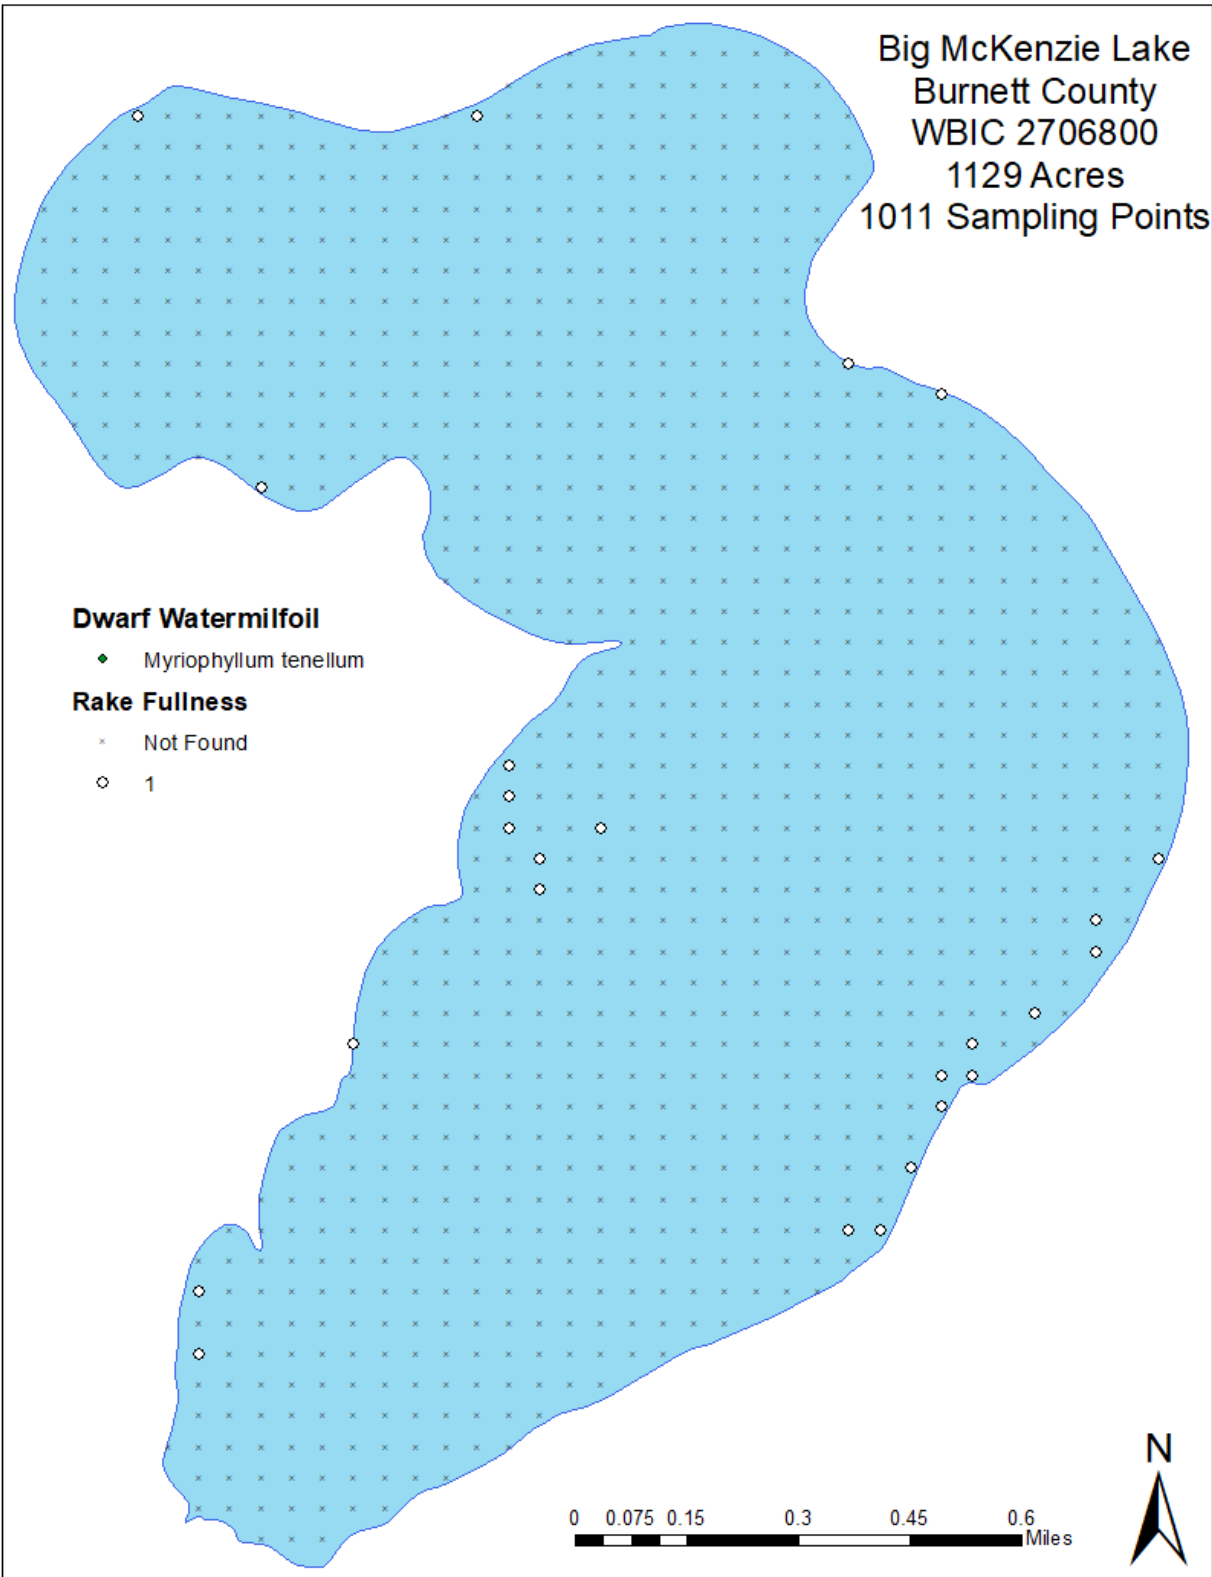 Big McKenzie Lake
Burnett County
WBIC 2706800
1129 Acres
1011 Sampling Points
Dwarf Watermilfoil
Myriophyllum tenellum
Rake Fullness
Not Found
1
N
0 0.075 0.15 0.3 0.45 0.6
Miles